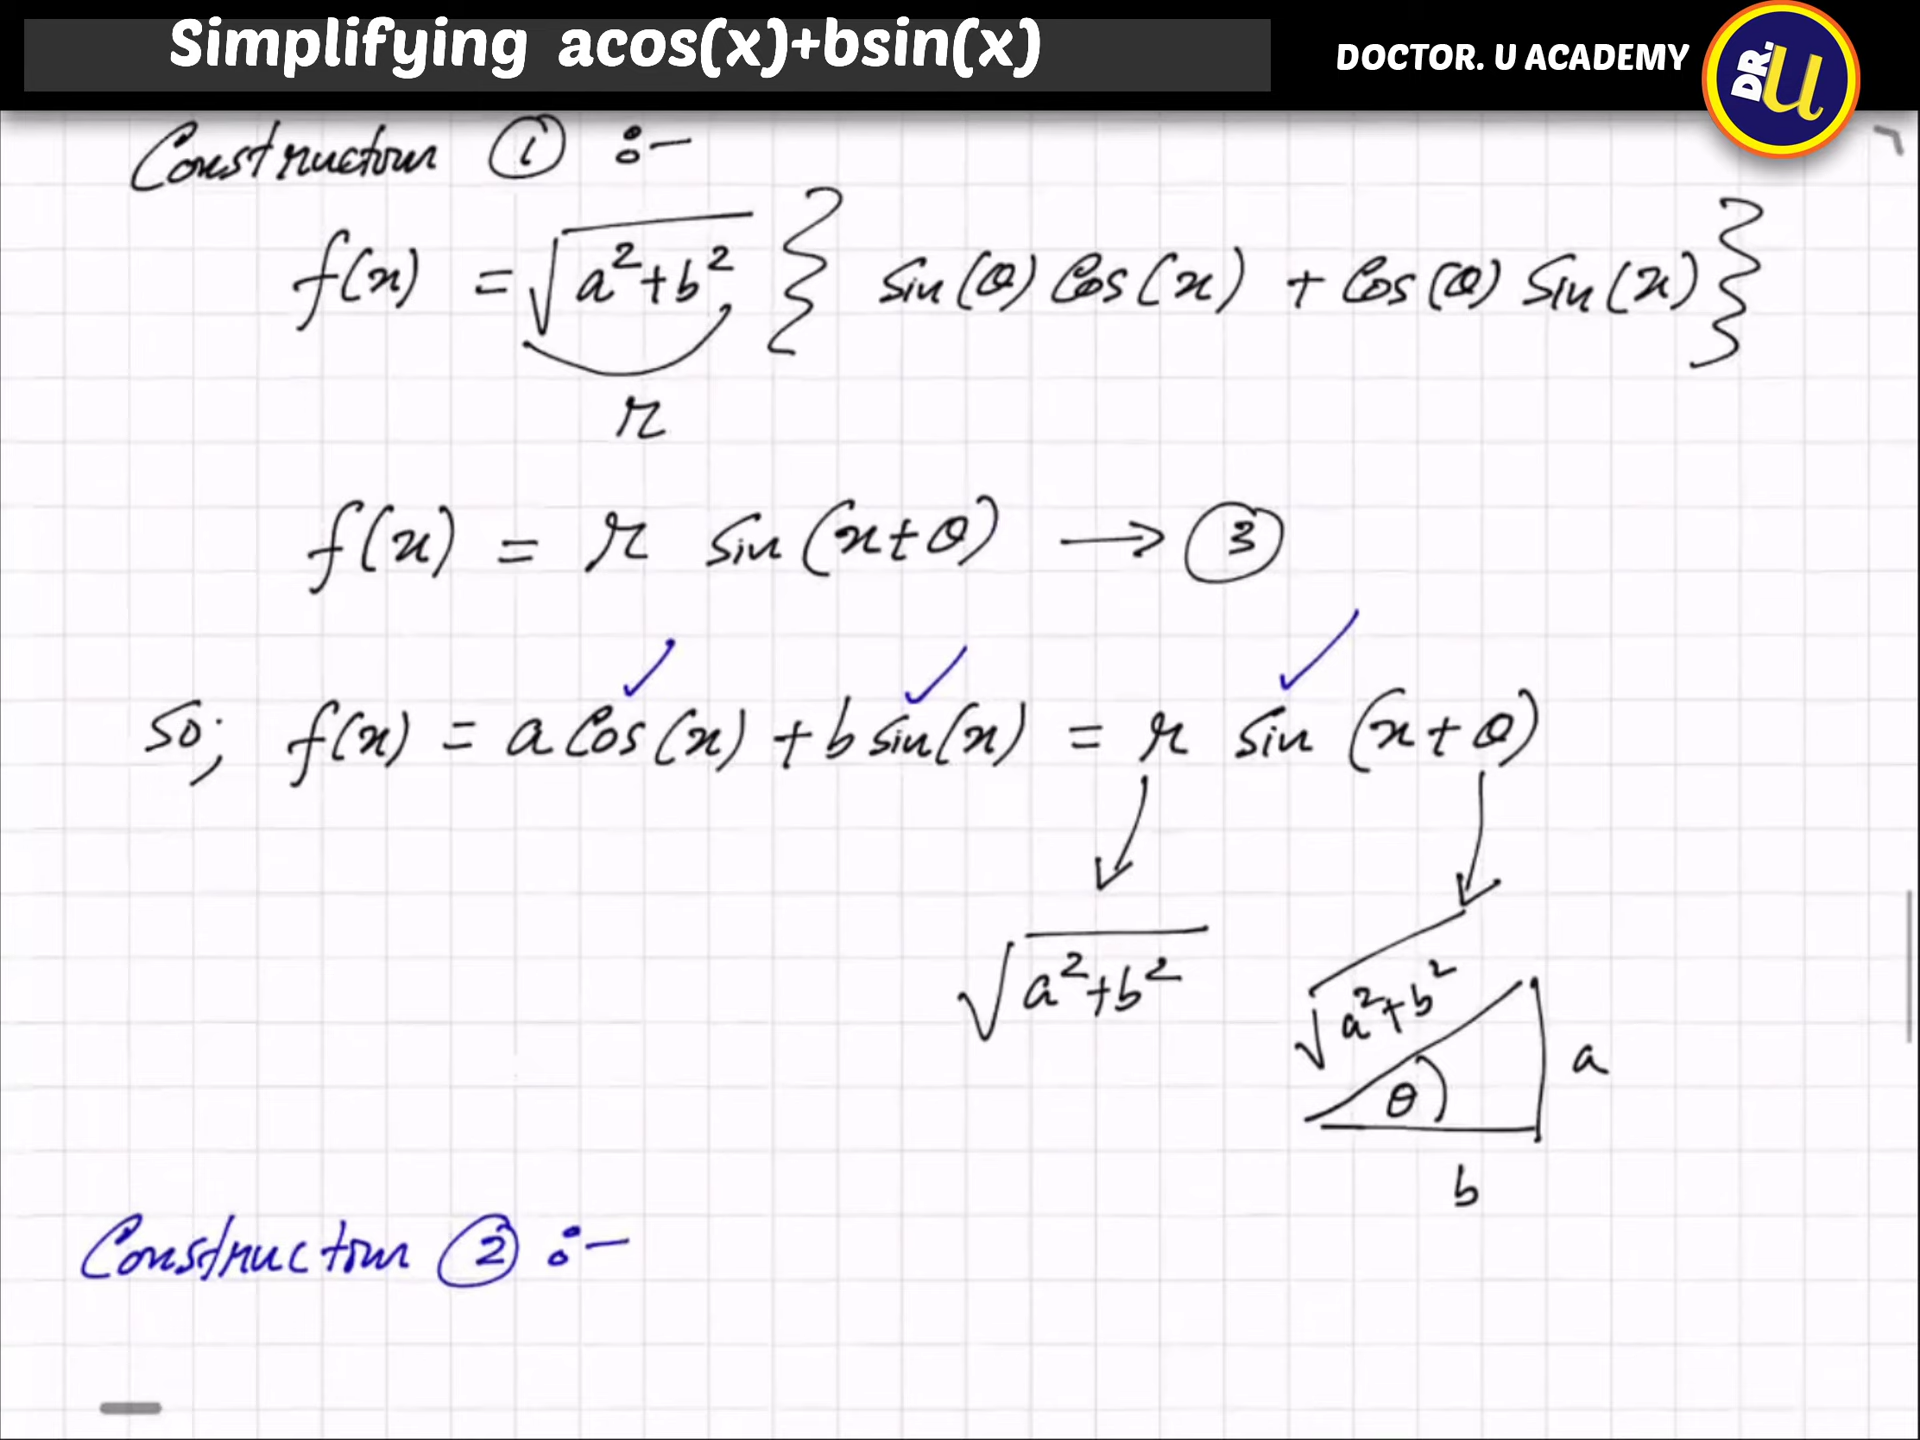 Simplifying acos(x)+bsin(x)
DOCTOR. U ACADEMY
DR. U
Construction ① :-
f(x) = √(a²+b²) { sin(θ) Cos(x) + Cos(θ) Sin(x) }
r
f(x) = r sin(x+θ) → ③
So; f(x) = a Cos(x) + b sin(x) = r sin (x+θ)
√(a²+b²)
√(a²+b²)
a
θ
b
Construction ② :-